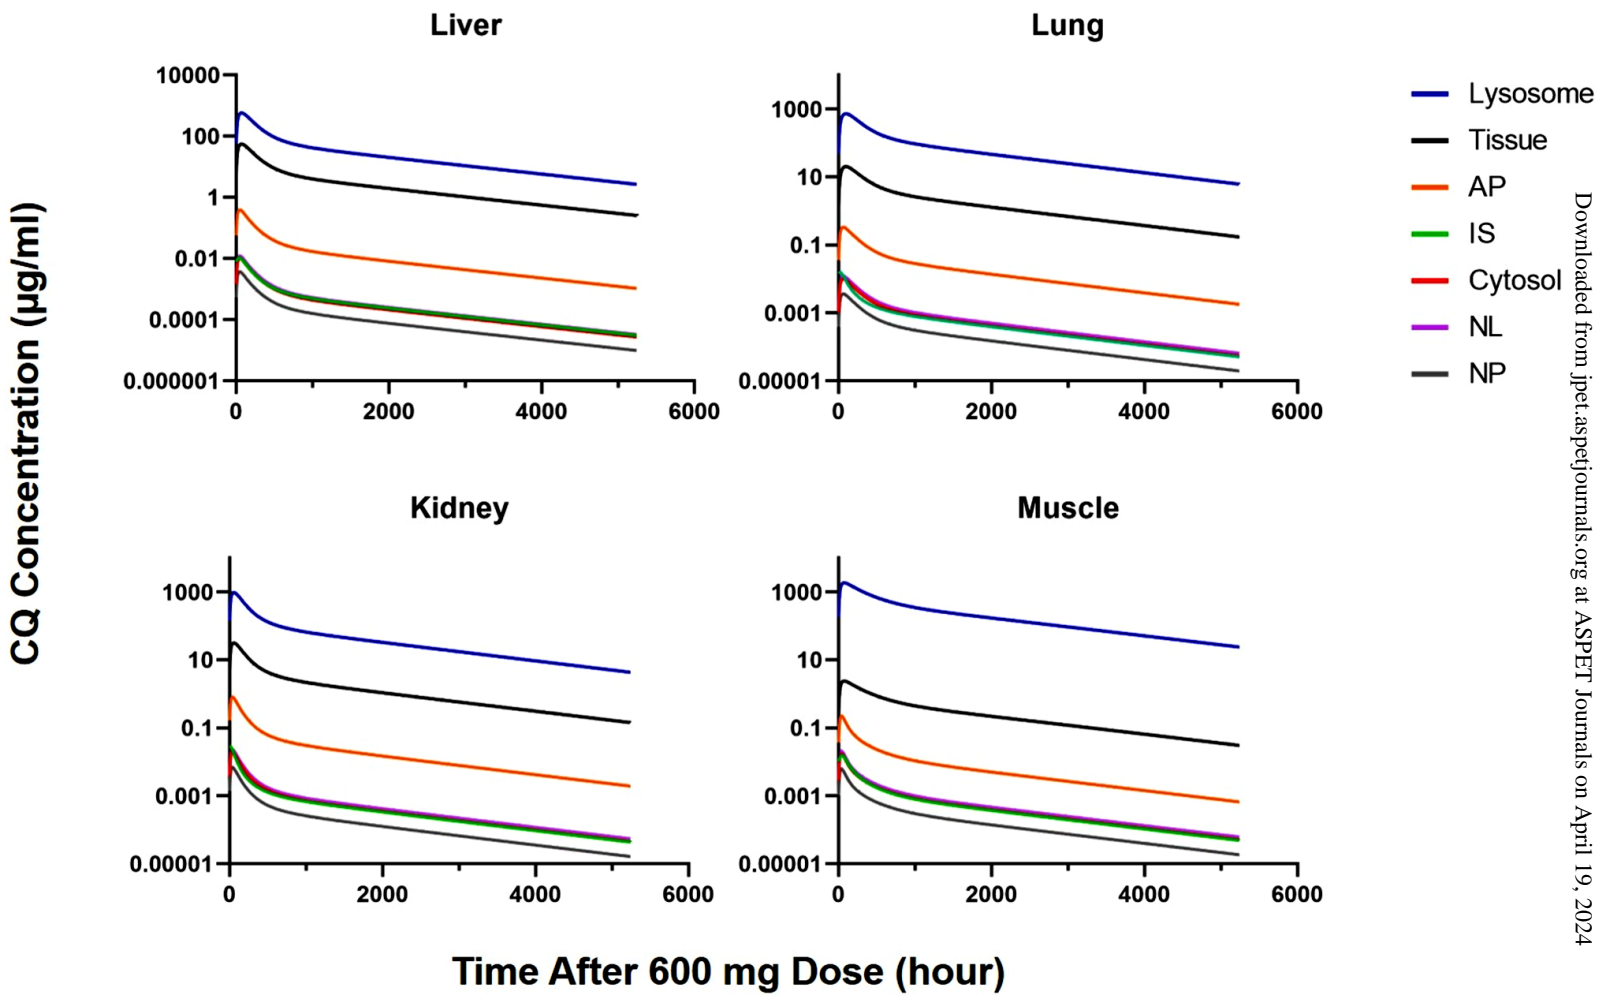 Liver
Lung
10000
100
1
0.01
0.0001
0.000001
0
2000
4000
6000
1000
10
0.1
0.001
0.00001
0
2000
4000
6000
Lysosome
Tissue
AP
IS
Cytosol
NL
NP
CQ Concentration (µg/ml)
Kidney
Muscle
1000
10
0.1
0.001
0.00001
0
2000
4000
6000
1000
10
0.1
0.001
0.00001
0
2000
4000
6000
Time After 600 mg Dose (hour)
Downloaded from jpet.aspetjournals.org at ASPET Journals on April 19, 2024